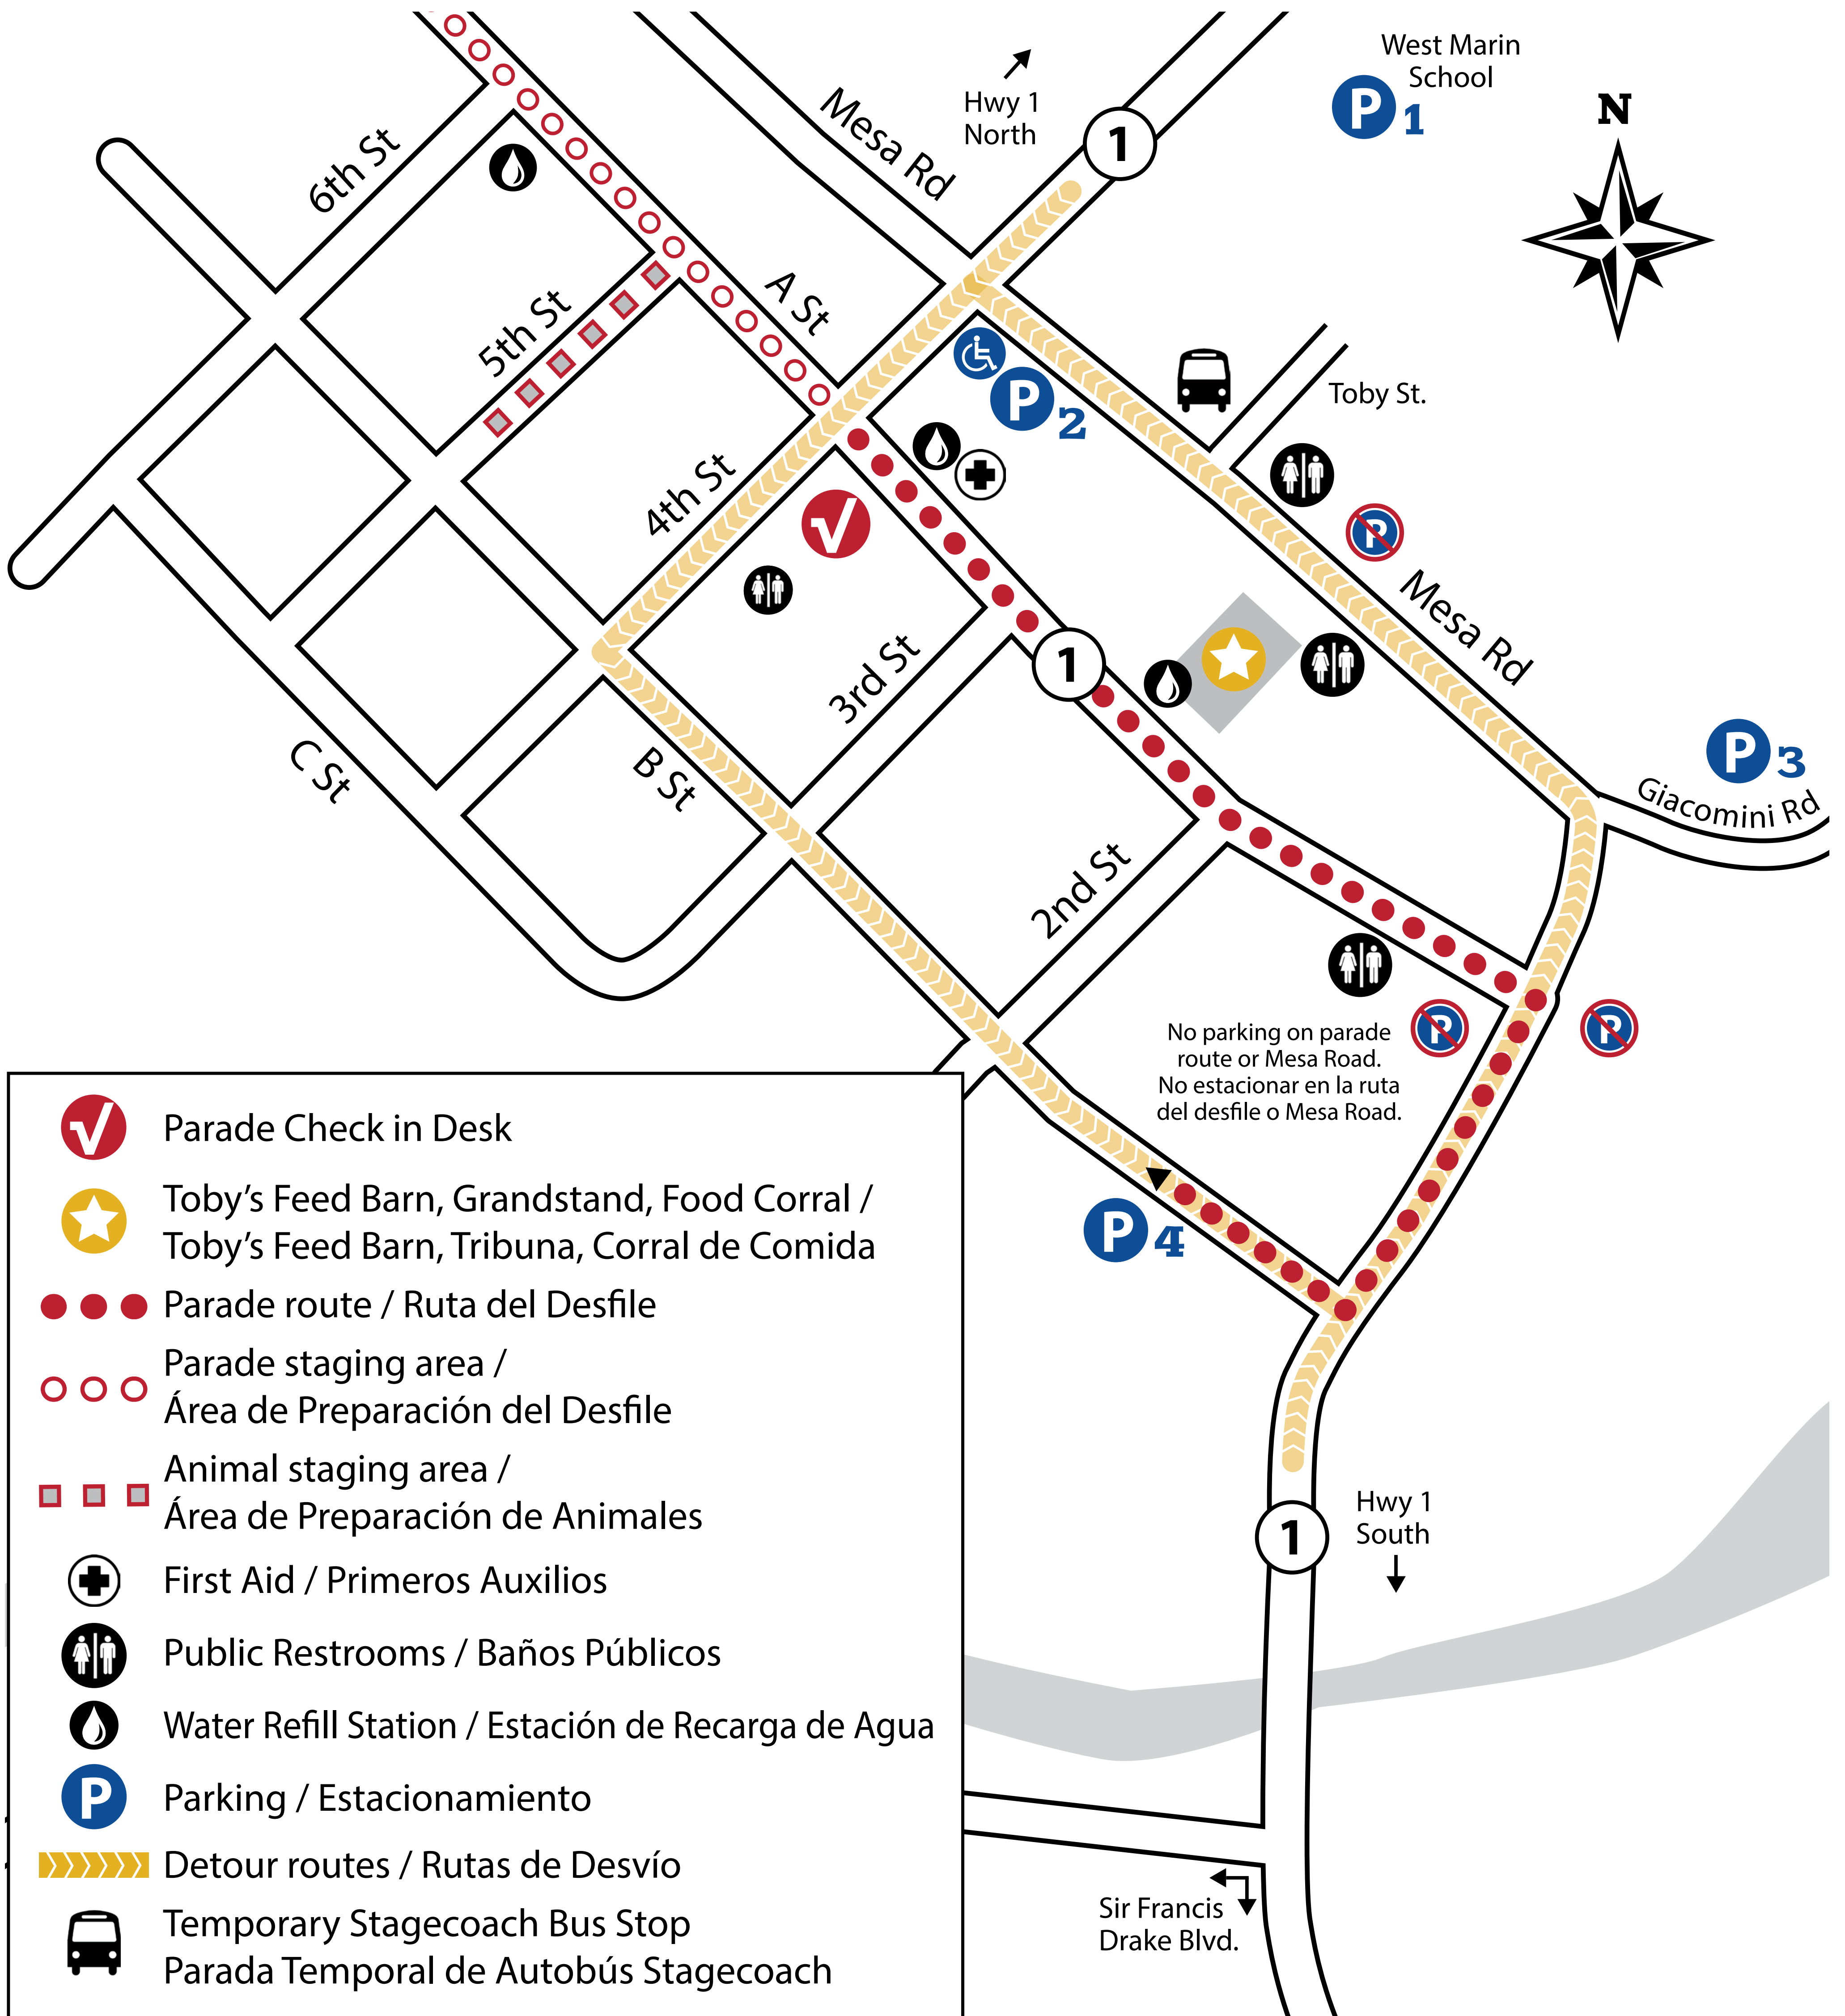 West Marin
School
P 1
N
Hwy 1
North
1
Mesa Rd
6th St
A St
5th St
Toby St.
P 2
4th St
P
Mesa Rd
3rd St
1
P 3
Giacomini Rd
C St
B St
2nd St
No parking on parade
route or Mesa Road.
No estacionar en la ruta
del desfile o Mesa Road.
P
P
P 4
Hwy 1
South
1
Sir Francis
Drake Blvd.
Parade Check in Desk
Toby's Feed Barn, Grandstand, Food Corral /
Toby's Feed Barn, Tribuna, Corral de Comida
Parade route / Ruta del Desfile
Parade staging area /
Área de Preparación del Desfile
Animal staging area /
Área de Preparación de Animales
First Aid / Primeros Auxilios
Public Restrooms / Baños Públicos
Water Refill Station / Estación de Recarga de Agua
P Parking / Estacionamiento
Detour routes / Rutas de Desvío
Temporary Stagecoach Bus Stop
Parada Temporal de Autobús Stagecoach